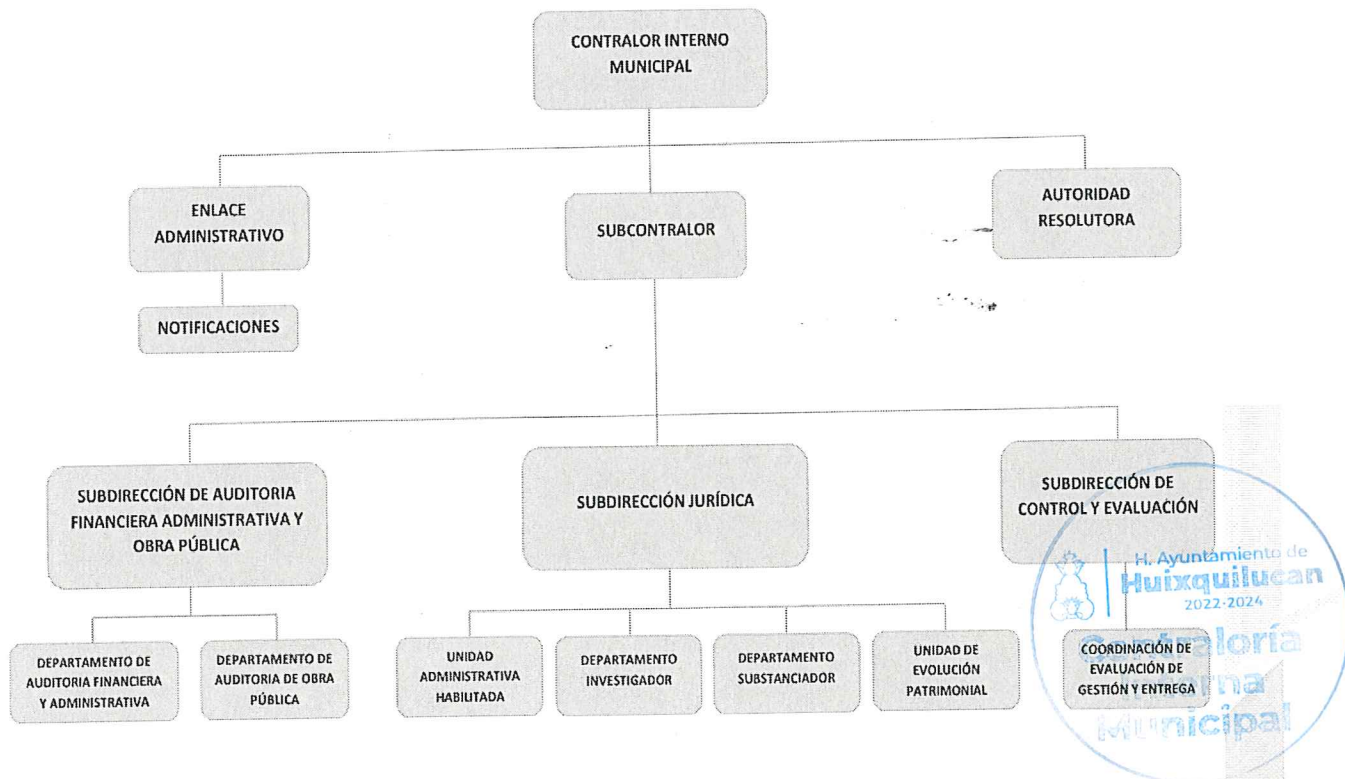 CONTRALOR INTERNO
MUNICIPAL
ENLACE
ADMINISTRATIVO
SUBCONTRALOR
AUTORIDAD
RESOLUTORA
NOTIFICACIONES
SUBDIRECCIÓN DE AUDITORIA
FINANCIERA ADMINISTRATIVA Y
OBRA PÚBLICA
SUBDIRECCIÓN JURÍDICA
SUBDIRECCIÓN DE
CONTROL Y EVALUACIÓN
H. Ayuntamiento de
Huixquilucan
2022-2024
Contraloría
Interna
Municipal
DEPARTAMENTO DE
AUDITORIA FINANCIERA
Y ADMINISTRATIVA
DEPARTAMENTO DE
AUDITORIA DE OBRA
PÚBLICA
UNIDAD
ADMINISTRATIVA
HABILITADA
DEPARTAMENTO
INVESTIGADOR
DEPARTAMENTO
SUBSTANCIADOR
UNIDAD DE
EVOLUCIÓN
PATRIMONIAL
COORDINACIÓN DE
EVALUACIÓN DE
GESTIÓN Y ENTREGA